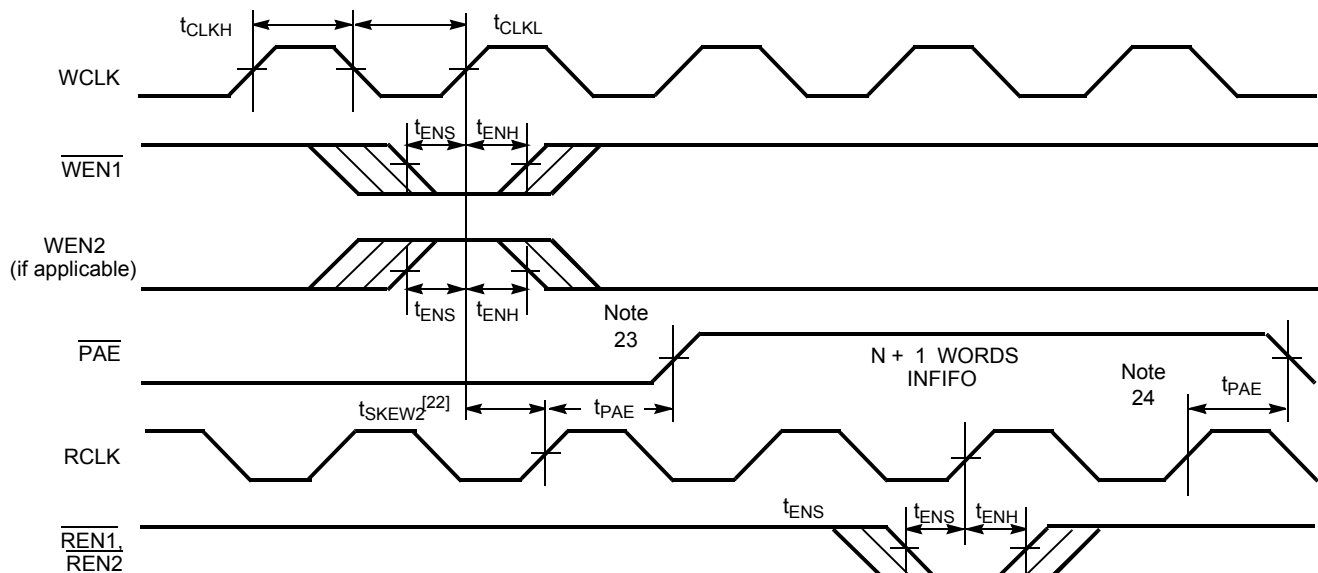 tCLKH
tCLKL
WCLK
tENS
tENH
WEN1
WEN2
(if applicable)
tENS
tENH
Note
23
PAE
N + 1 WORDS
INFIFO
Note
24
tPAE
tSKEW2[22]
tPAE
RCLK
tENS
tENS
tENH
REN1,
REN2